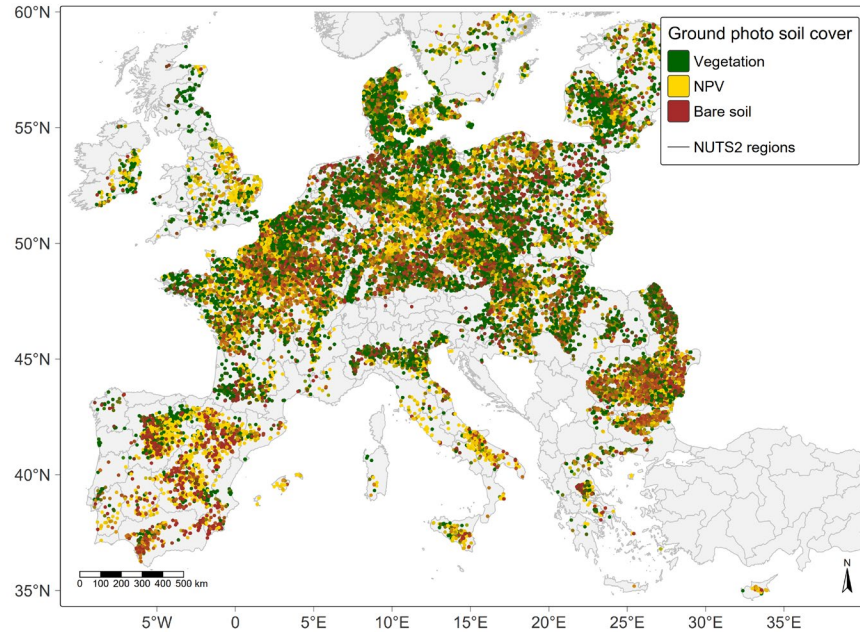 60°N
55°N
50°N
45°N
40°N
35°N
Ground photo soil cover
Vegetation
NPV
Bare soil
NUTS2 regions
0 100 200 300 400 500 km
N
5°W 0 5°E 10°E 15°E 20°E 25°E 30°E 35°E